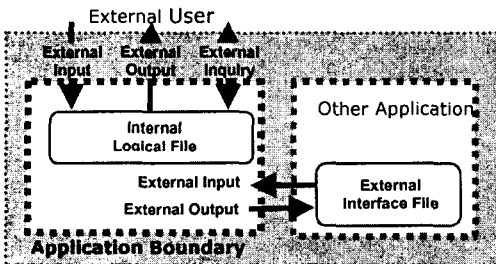 External User
External External External
Input Output Inquiry
Other Application
Internal
Logical File
External Input
External Output
External
Interface File
Application Boundary